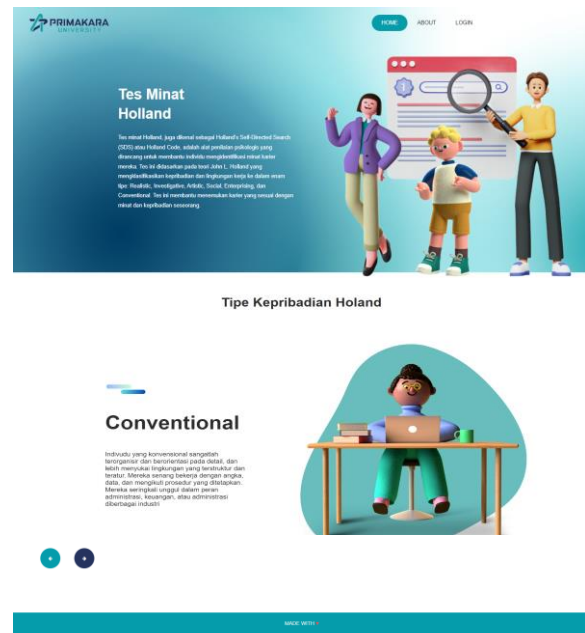 PRIMAKARA
UNIVERSITY
HOME ABOUT LOGIN
Tes Minat
Holland
Tes minat Holland, juga dikenal sebagai Holland's Self-Directed Search
(SDS) atau Holland Code, adalah alat penilaian psikologis yang
dirancang untuk membantu individu mengidentifikasi minat karier
mereka. Tes ini didasarkan pada teori John L. Holland yang
mengklasifikasikan kepribadian dan lingkungan kerja ke dalam enam
tipe: Realistic, Investigative, Artistic, Social, Enterprising, dan
Conventional. Tes ini membantu menemukan karier yang sesuai dengan
minat dan kepribadian seseorang.
1
Tipe Kepribadian Holand
Conventional
Indivudu yang konvensional sangatlah
terorganisir dan berorientasi pada detail, dan
lebih menyukai lingkungan yang terstruktur dan
teratur. Mereka senang bekerja dengan angka,
data, dan mengikuti prosedur yang ditetapkan.
Mereka seringkali unggul dalam peran
administrasi, keuangan, atau administrasi
diberbagai industri
MADE WITH